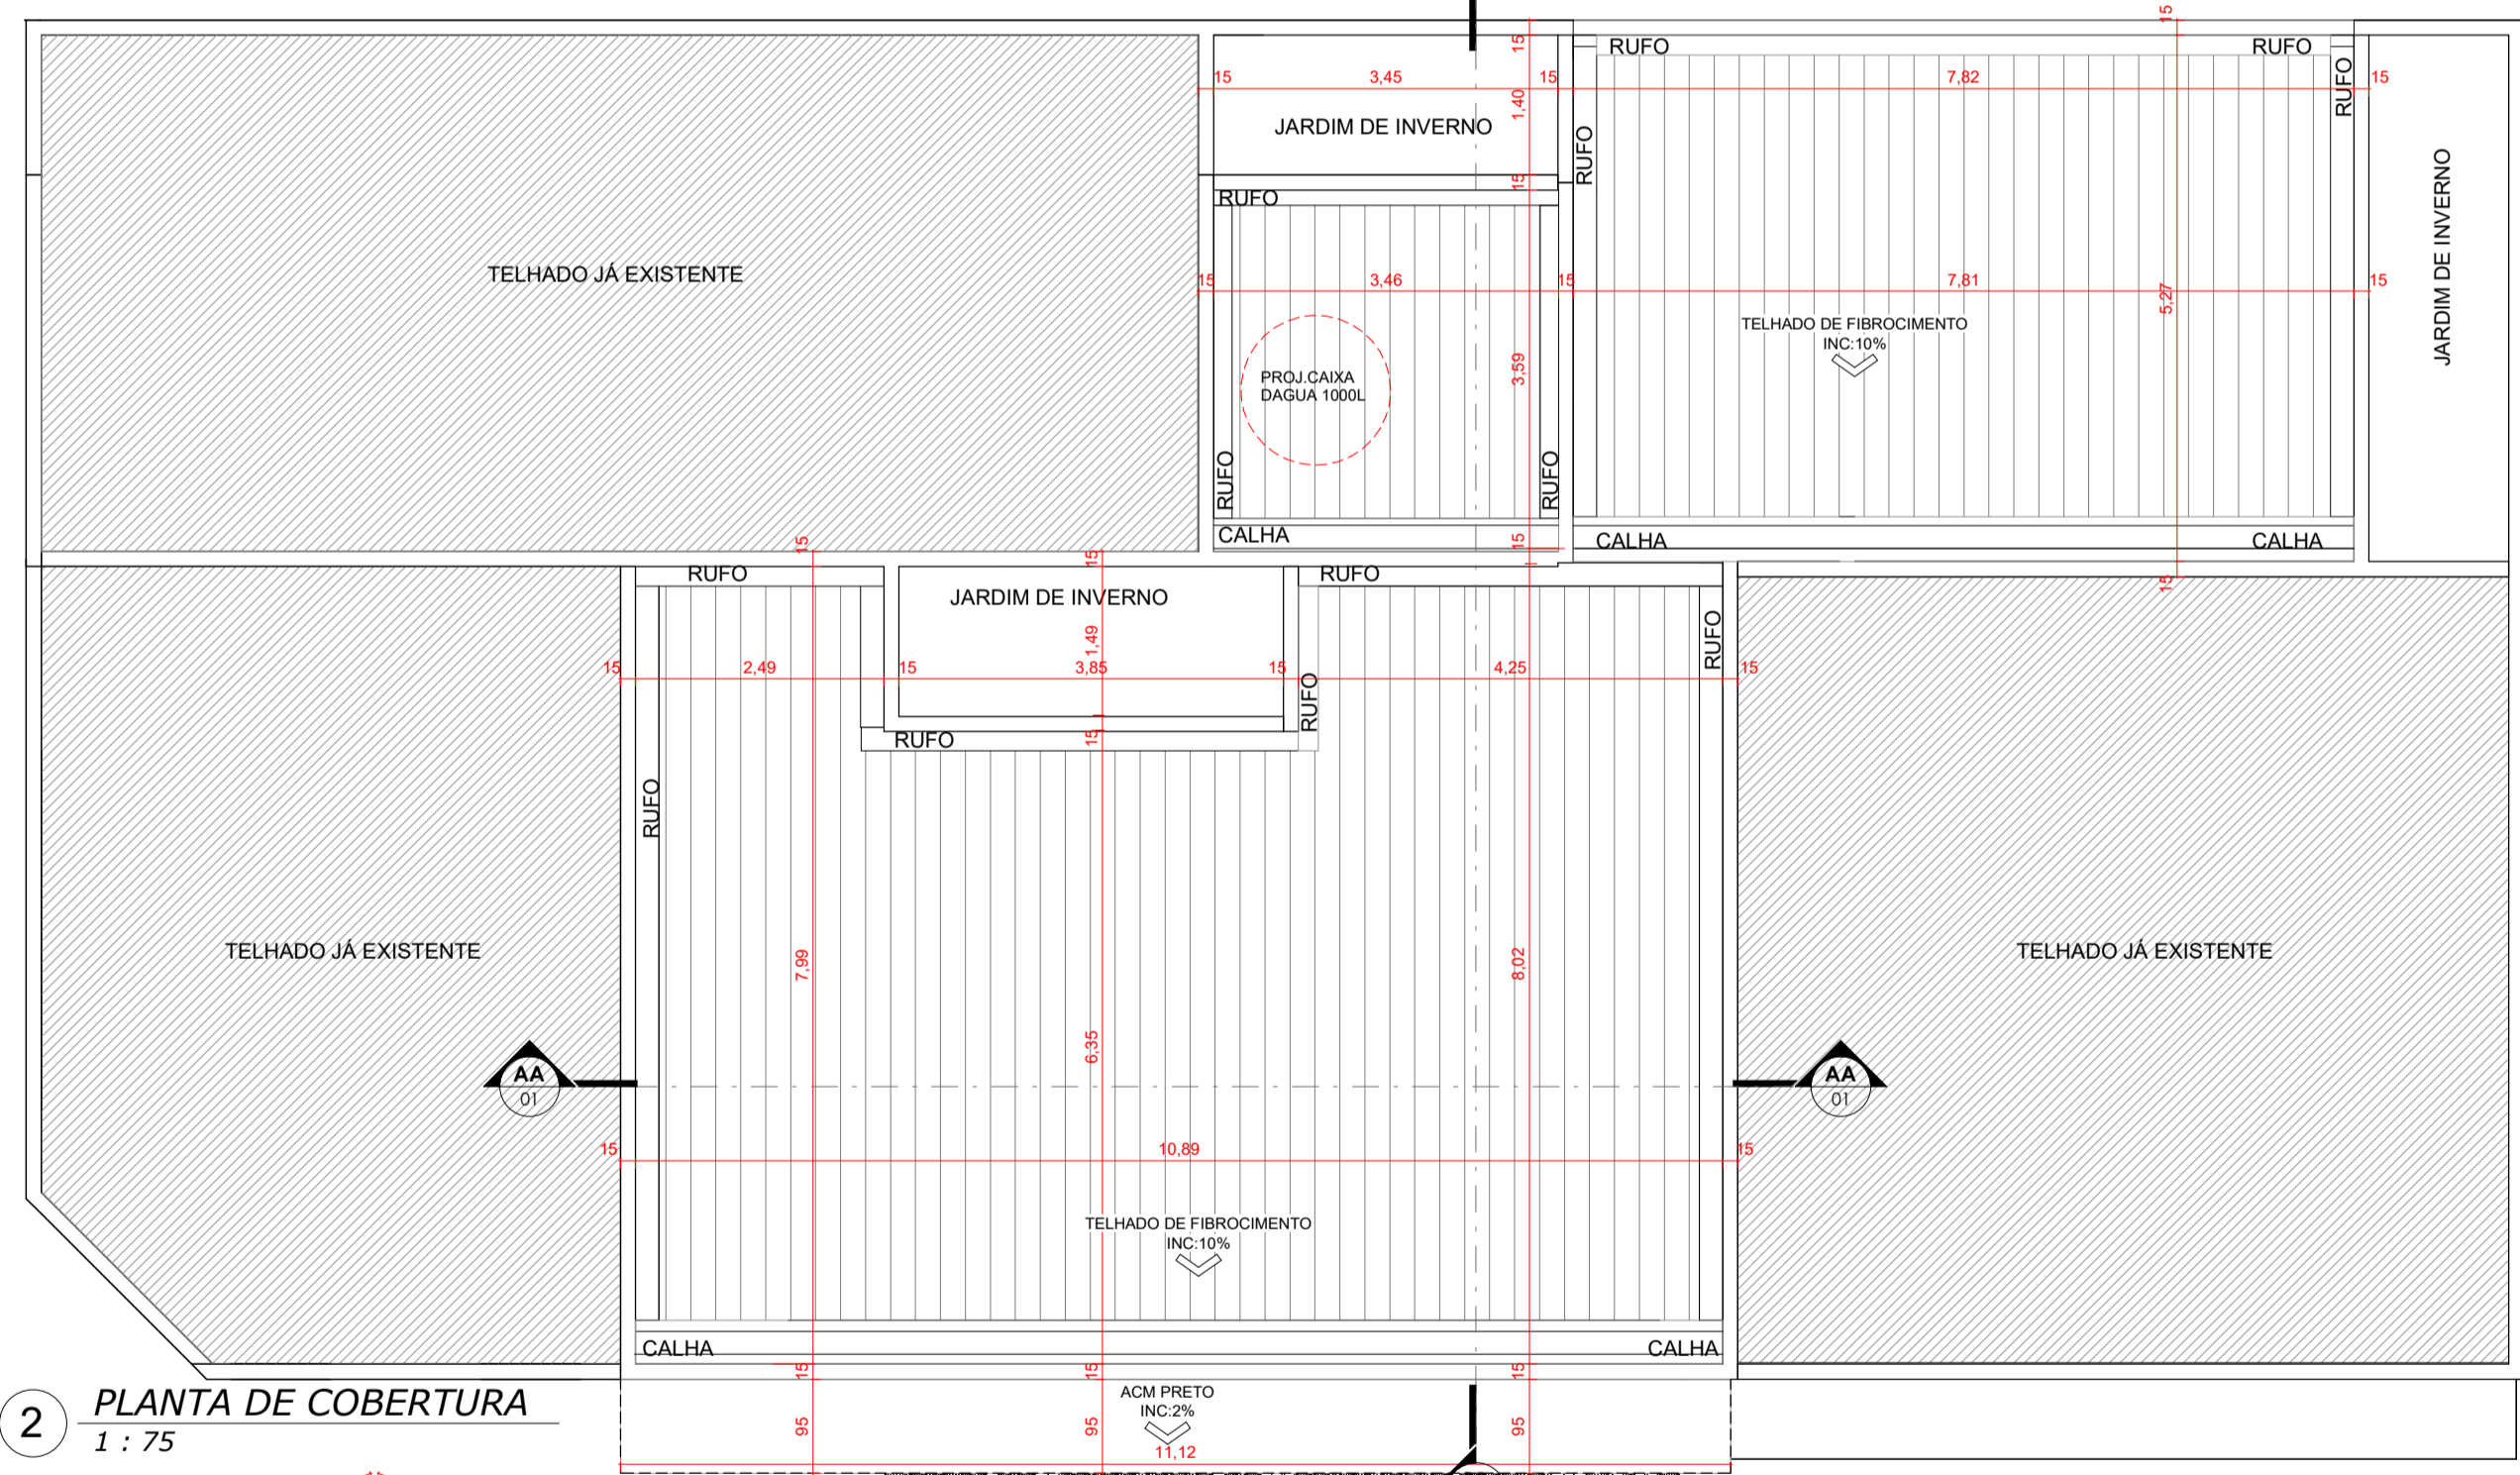 15
15
RUFO
RUFO
15
3,45
15
7,82
15
RUFO
1,40
JARDIM DE INVERNO
RUFO
JARDIM DE INVERNO
15
RUFO
TELHADO JÁ EXISTENTE
15
3,46
15
7,81
15
5,27
TELHADO DE FIBROCIMENTO
INC:10%
3,59
PROJ.CAIXA
DAGUA 1000L
RUFO
RUFO
CALHA
15
CALHA
CALHA
15
15
15
RUFO
RUFO
JARDIM DE INVERNO
1,49
RUFO
15
2,49
15
3,85
15
4,25
15
RUFO
RUFO
15
RUFO
TELHADO JÁ EXISTENTE
7,99
8,02
TELHADO JÁ EXISTENTE
6,35
AA
01
AA
01
15
10,89
15
TELHADO DE FIBROCIMENTO
INC:10%
CALHA
CALHA
15
15
15
2
PLANTA DE COBERTURA
1 : 75
ACM PRETO
INC:2%
95
95
95
11,12